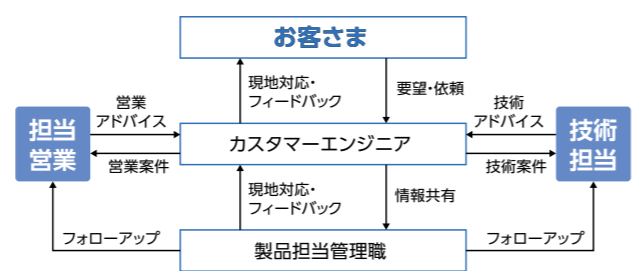 お客さま
現地対応・
フィードバック
要望・依頼
営業
アドバイス
技術
アドバイス
担当
営業
カスタマーエンジニア
技術
担当
営業案件
技術案件
現地対応・
フィードバック
情報共有
フォローアップ
製品担当管理職
フォローアップ